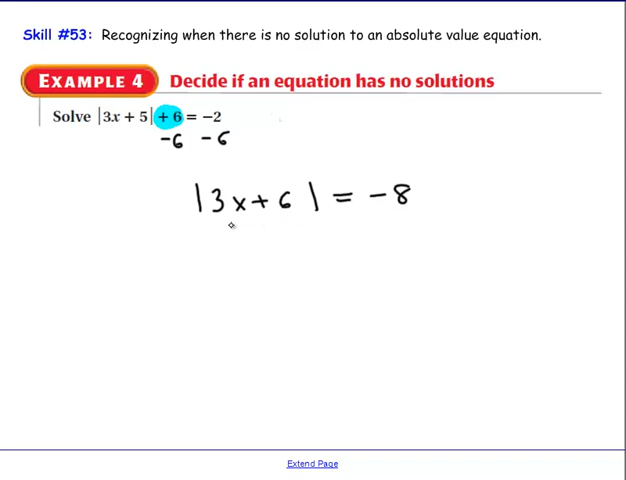 Skill #53: Recognizing when there is no solution to an absolute value equation.
EXAMPLE 4 Decide if an equation has no solutions
Solve |3x + 5| + 6 = −2
−6 −6
|3x+6| = −8
Extend Page